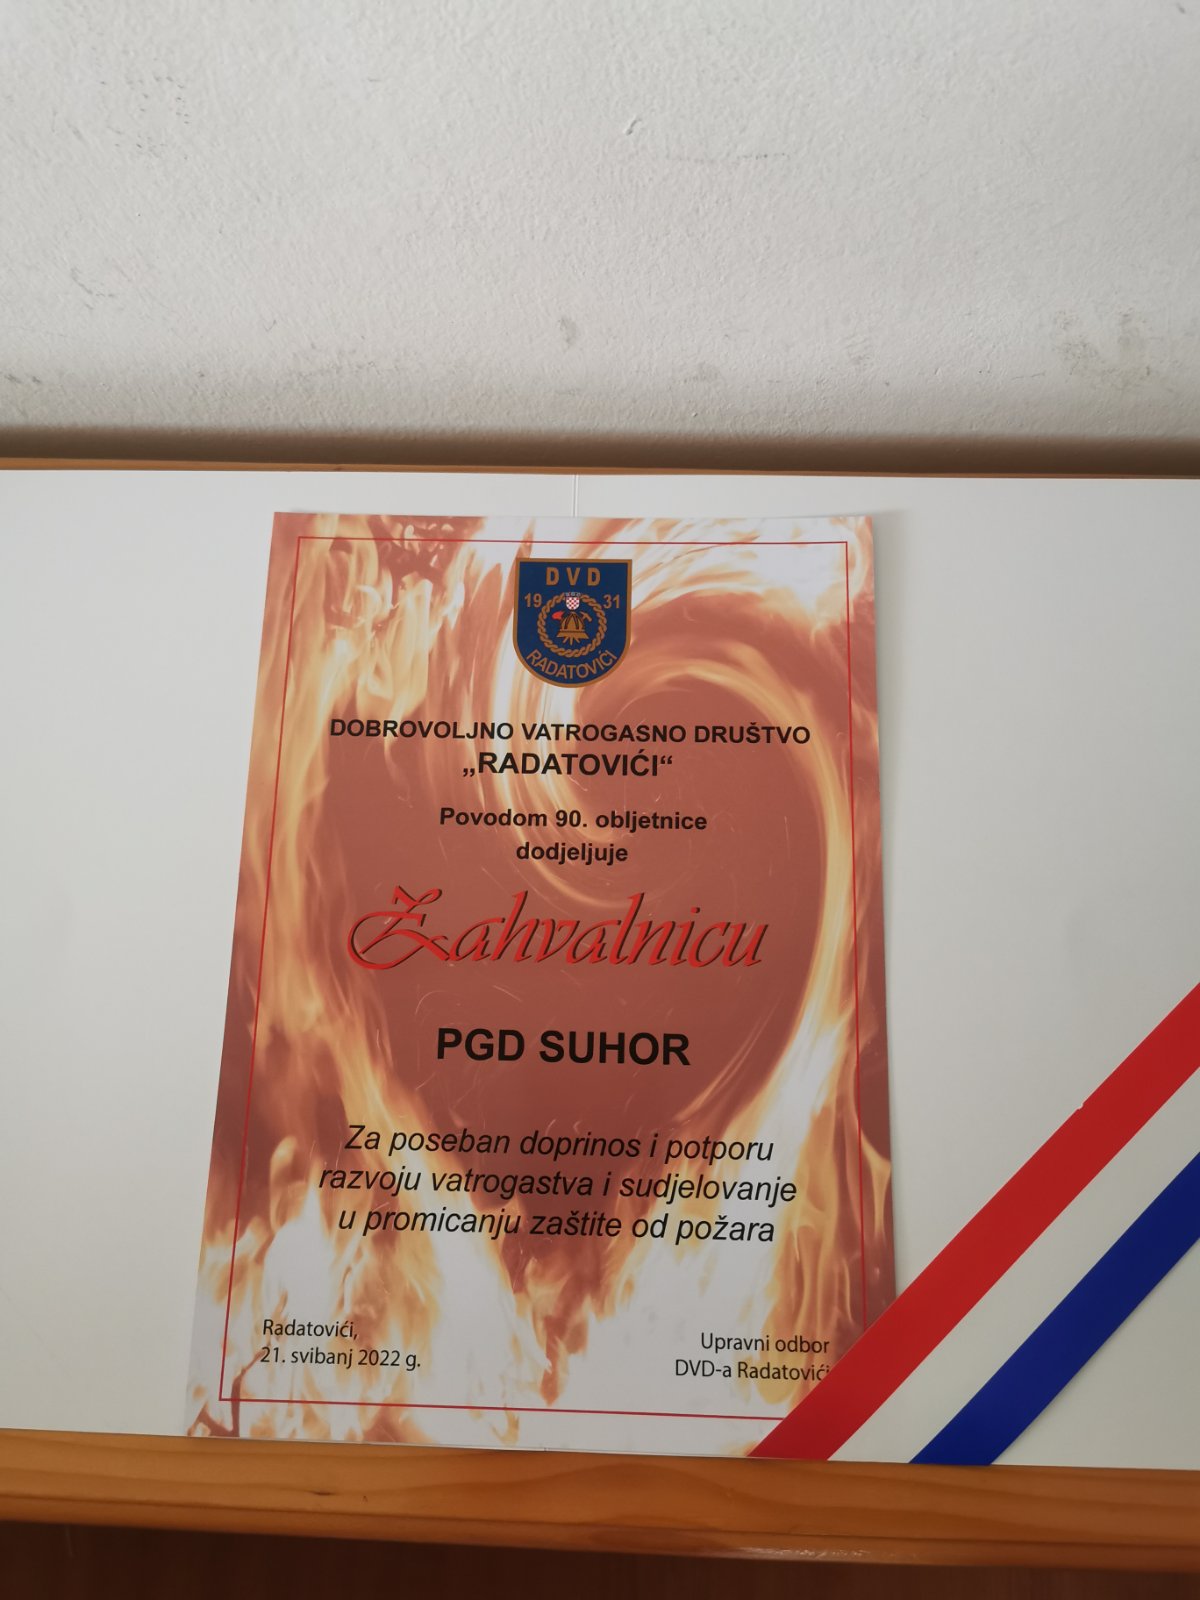 DVD
19 31
RADATOVIĆI
DOBROVOLJNO VATROGASNO DRUŠTVO
„RADATOVIĆI“
Povodom 90. obljetnice
dodjeljuje
Zahvalnicu
PGD SUHOR
Za poseban doprinos i potporu
razvoju vatrogastva i sudjelovanje
u promicanju zaštite od požara
Radatovići,
21. svibanj 2022 g.
Upravni odbor
DVD-a Radatovići